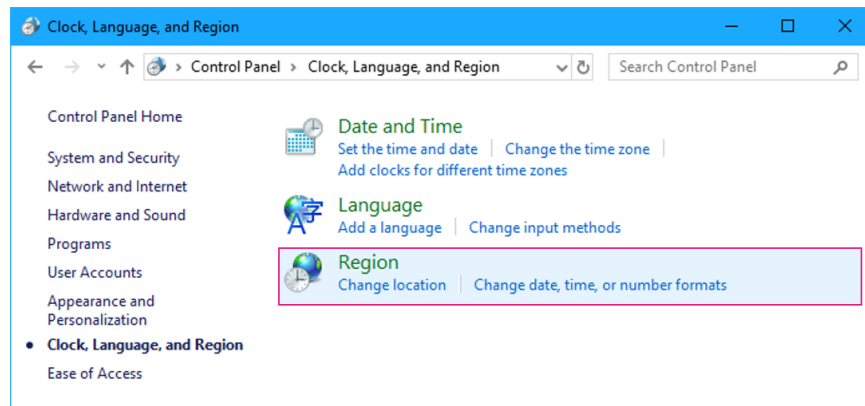 Clock, Language, and Region
Control Panel > Clock, Language, and Region
Search Control Panel
Control Panel Home
System and Security
Network and Internet
Hardware and Sound
Programs
User Accounts
Appearance and
Personalization
Clock, Language, and Region
Ease of Access
Date and Time
Set the time and date | Change the time zone |
Add clocks for different time zones
Language
Add a language | Change input methods
Region
Change location | Change date, time, or number formats